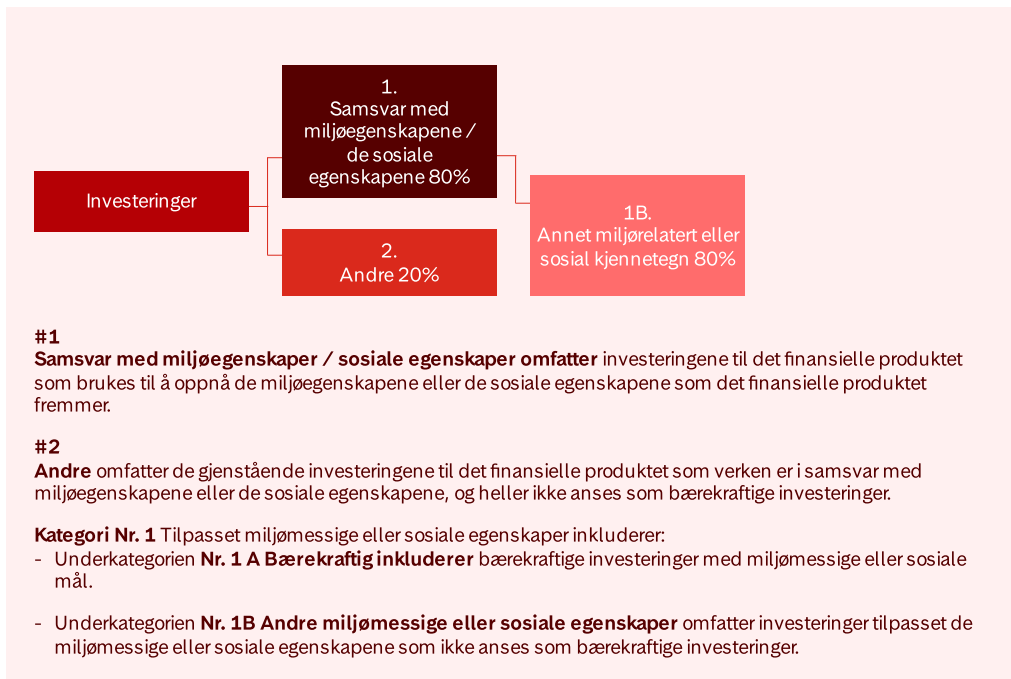 Investeringer
1.
Samsvar med
miljøegenskapene /
de sosiale
egenskapene 80%
2.
Andre 20%
1B.
Annet miljørelatert eller
sosial kjennetegn 80%
#1
Samsvar med miljøegenskaper / sosiale egenskaper omfatter investeringene til det finansielle produktet
som brukes til å oppnå de miljøegenskapene eller de sosiale egenskapene som det finansielle produktet
fremmer.
#2
Andre omfatter de gjenstående investeringene til det finansielle produktet som verken er i samsvar med
miljøegenskapene eller de sosiale egenskapene, og heller ikke anses som bærekraftige investeringer.
Kategori Nr. 1 Tilpasset miljømessige eller sosiale egenskaper inkluderer:
- Underkategorien Nr. 1 A Bærekraftig inkluderer bærekraftige investeringer med miljømessige eller sosiale
mål.
- Underkategorien Nr. 1B Andre miljømessige eller sosiale egenskaper omfatter investeringer tilpasset de
miljømessige eller sosiale egenskapene som ikke anses som bærekraftige investeringer.